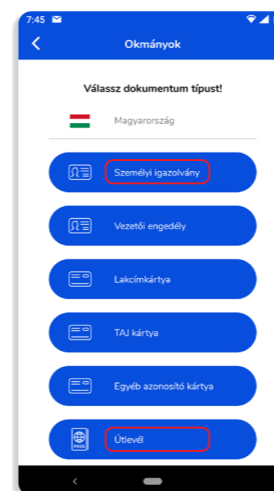 7:45
Okmányok
Válassz dokumentum típust!
Magyarország
Személyi igazolvány
Vezetői engedély
Lakcímkártya
TAJ kártya
Egyéb azonosító kártya
Útlevél